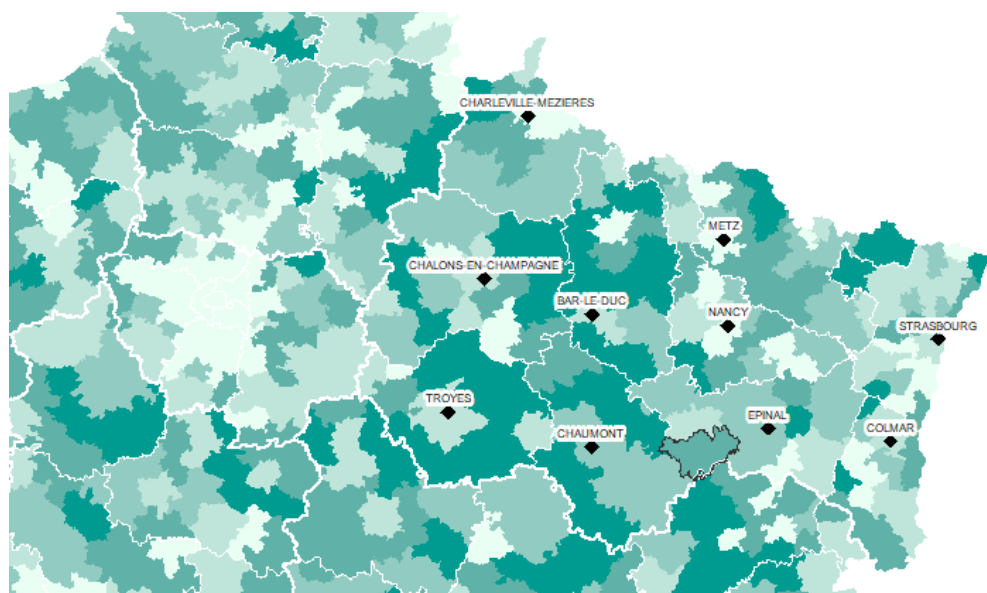 CHARLEVILLE-MEZIERES
METZ
CHALONS-EN-CHAMPAGNE
BAR-LE-DUC
NANCY
STRASBOURG
TROYES
CHAUMONT
EPINAL
COLMAR